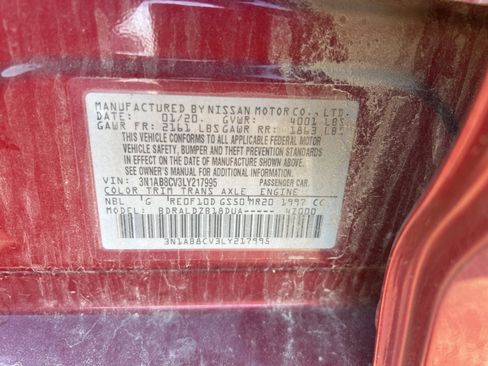 MANUFACTURED BY NISSAN MOTOR CO., LTD.
DATE: 01/20. GVWR: 4001 LBS
GAWR FR: 2161 LBS GAWR RR: 1863 LBS
THIS VEHICLE CONFORMS TO ALL
APPLICABLE FEDERAL MOTOR
VEHICLE SAFETY, BUMPER AND THEFT PREVENTION STANDARDS
IN EFFECT ON THE DATE OF MANUFACTURE SHOWN ABOVE.
SEE OWNER'S MANUAL FOR ADDITIONAL INFORMATION
VIN: 3N1AB8CV3LY217995 PASSENGER CAR.
COLOR TRIM TRANS AXLE ENGINE
NBL G RE0F10D GS50 MR20 1997 CC
MODEL: BDRALDZB18DUA----- 4Z000
3N1AB8CV3LY217995